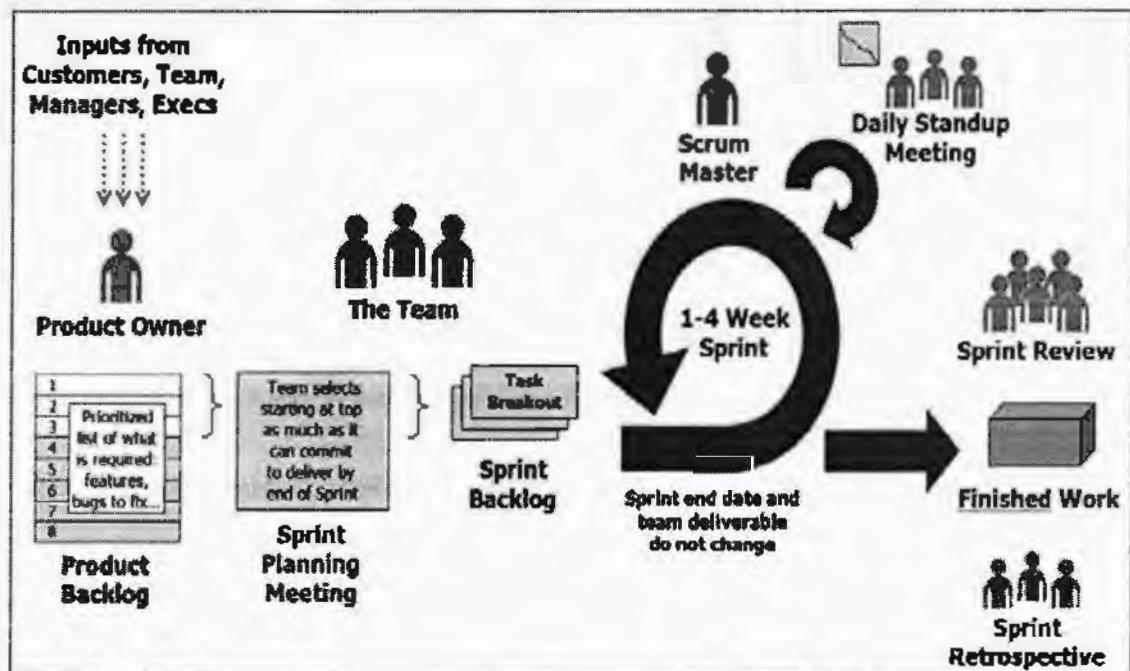 Inputs from
Customers, Team,
Managers, Execs
Product Owner
The Team
Scrum
Master
Daily Standup
Meeting
1-4 Week
Sprint
Sprint Review
1
2
3
4
5
6
7
8
Prioritized
list of what
is required:
features,
bugs to fix...
Product
Backlog
Team selects
starting at top
as much as it
can commit
to deliver by
end of Sprint
Sprint
Planning
Meeting
Task
Breakout
Sprint
Backlog
Sprint end date and
team deliverable
do not change
Finished Work
Sprint
Retrospective